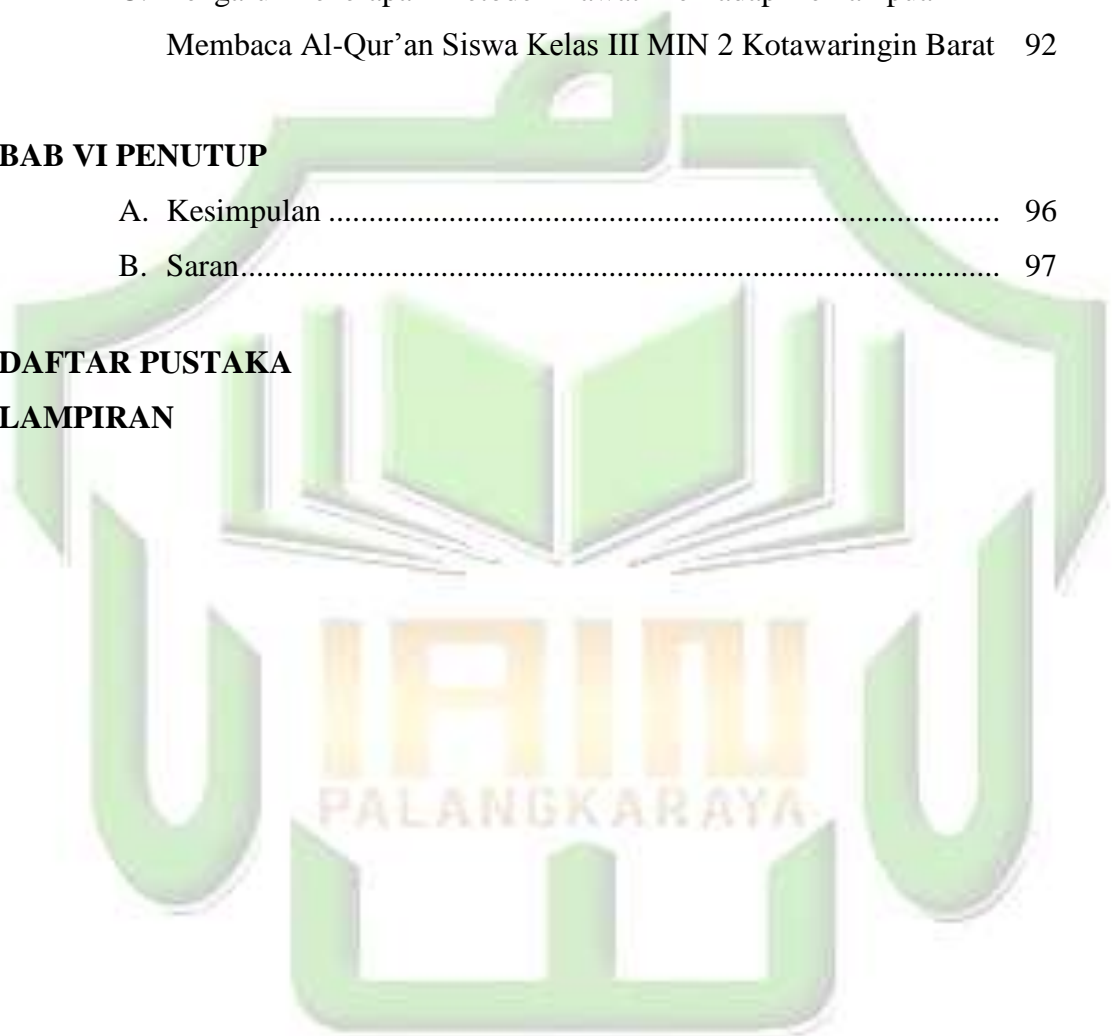 Membaca Al-Qur’an Siswa Kelas III MIN 2 Kotawaringin Barat 92
BAB VI PENUTUP
A. Kesimpulan .................................................................................... 96
B. Saran............................................................................................... 97
DAFTAR PUSTAKA
LAMPIRAN
IAIN
PALANGKARAYA